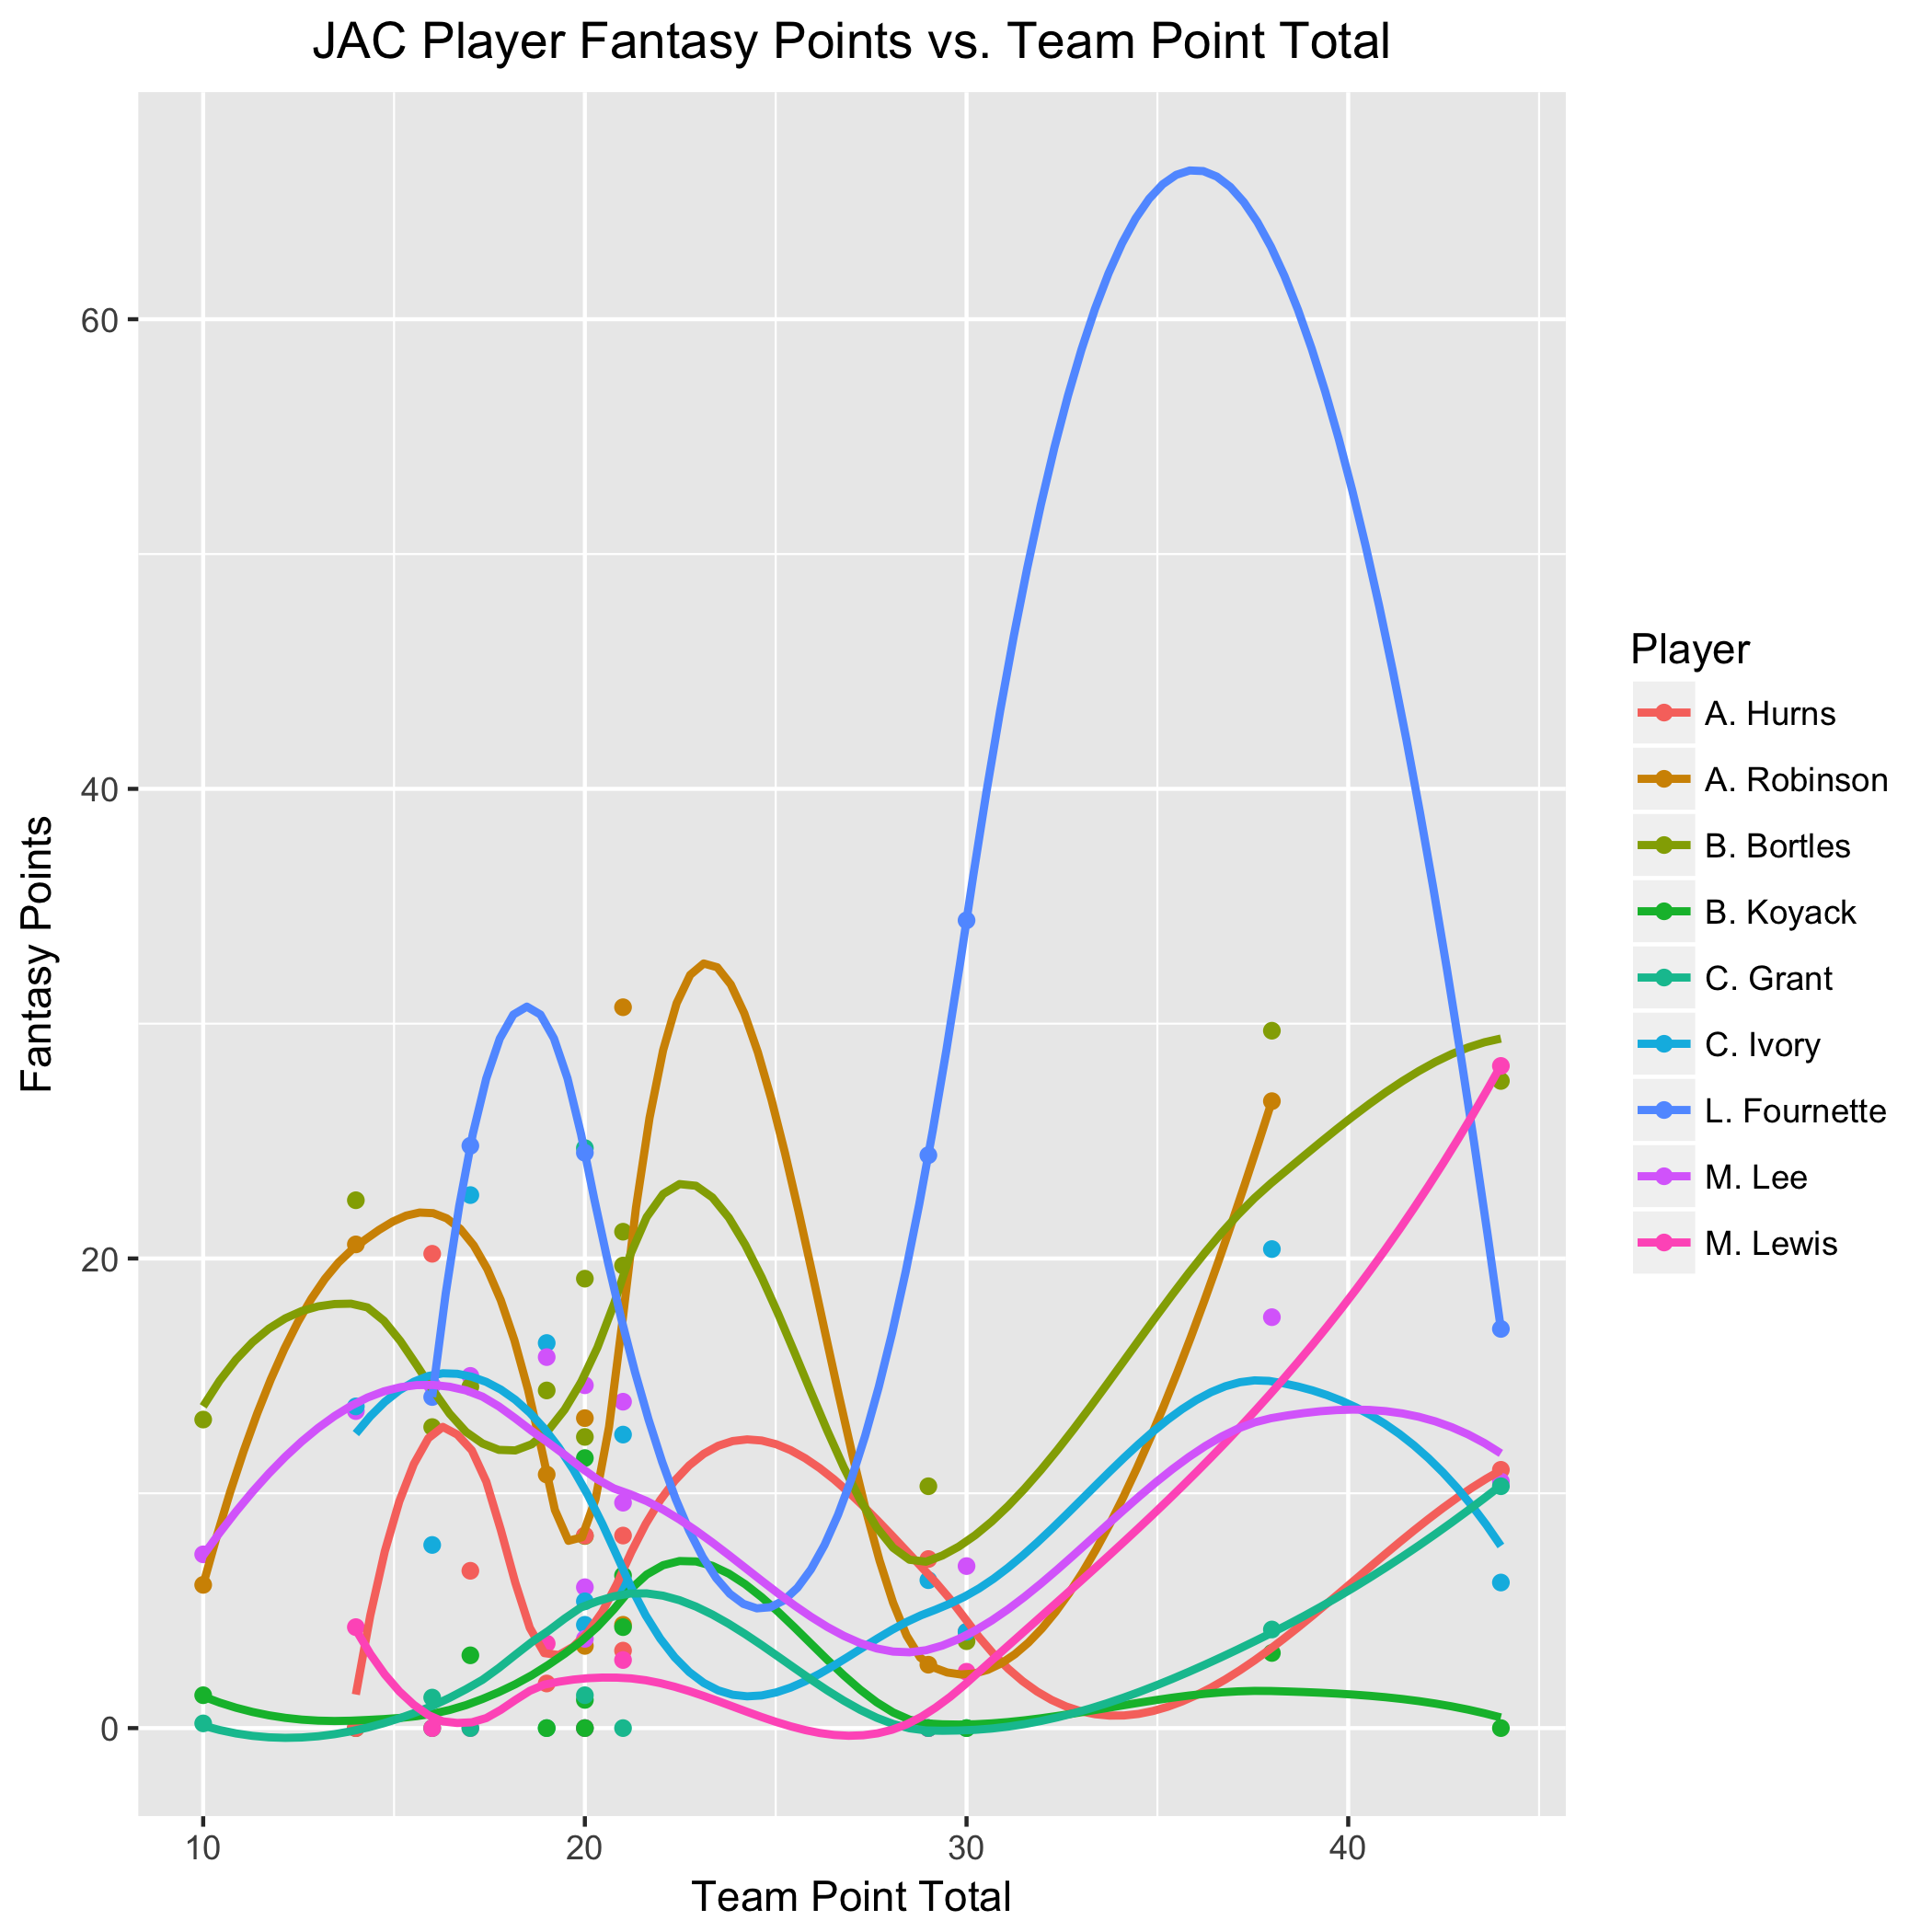 JAC Player Fantasy Points vs. Team Point Total
Fantasy Points
60
40
20
0
10 20 30 40
Team Point Total
Player
A. Hurns
A. Robinson
B. Bortles
B. Koyack
C. Grant
C. Ivory
L. Fournette
M. Lee
M. Lewis